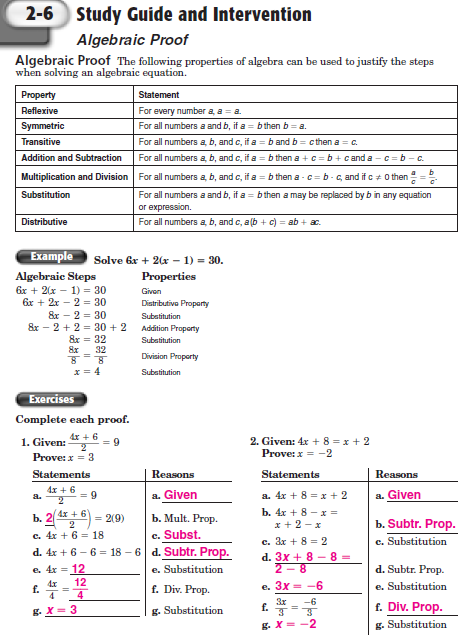 2-6 Study Guide and Intervention
Algebraic Proof
Algebraic Proof The following properties of algebra can be used to justify the steps
when solving an algebraic equation.
Property Statement
Reflexive For every number a, a = a.
Symmetric For all numbers a and b, if a = b then b = a.
Transitive For all numbers a, b, and c, if a = b and b = c then a = c.
Addition and Subtraction For all numbers a, b, and c, if a = b then a + c = b + c and a − c = b − c.
Multiplication and Division For all numbers a, b, and c, if a = b then a · c = b · c, and if c ≠ 0 then a/c = b/c.
Substitution For all numbers a and b, if a = b then a may be replaced by b in any equation
or expression.
Distributive For all numbers a, b, and c, a(b + c) = ab + ac.
Example Solve 6x + 2(x − 1) = 30.
Algebraic Steps Properties
6x + 2(x − 1) = 30 Given
6x + 2x − 2 = 30 Distributive Property
8x − 2 = 30 Substitution
8x − 2 + 2 = 30 + 2 Addition Property
8x = 32 Substitution
8x/8 = 32/8 Division Property
x = 4 Substitution
Exercises
Complete each proof.
1. Given: 4x + 6/2 = 9
Prove: x = 3
Statements Reasons
a. 4x + 6/2 = 9 a. Given
b. 2(4x + 6/2) = 2(9) b. Mult. Prop.
c. 4x + 6 = 18 c. Subst.
d. 4x + 6 − 6 = 18 − 6 d. Subtr. Prop.
e. 4x = 12 e. Substitution
f. 4x/4 = 12/4 f. Div. Prop.
g. x = 3 g. Substitution
2. Given: 4x + 8 = x + 2
Prove: x = −2
Statements Reasons
a. 4x + 8 = x + 2 a. Given
b. 4x + 8 − x =
x + 2 − x b. Subtr. Prop.
c. 3x + 8 = 2 c. Substitution
d. 3x + 8 − 8 =
2 − 8 d. Subtr. Prop.
e. 3x = −6 e. Substitution
f. 3x/3 = −6/3 f. Div. Prop.
g. x = −2 g. Substitution